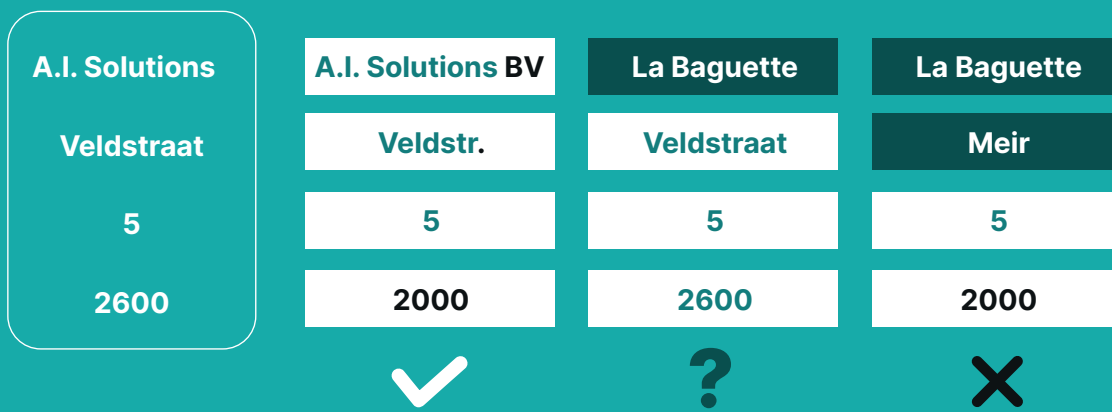 A.I. Solutions
A.I. Solutions BV
La Baguette
La Baguette
Veldstraat
Veldstr.
Veldstraat
Meir
5
5
5
5
2600
2000
2600
2000
?